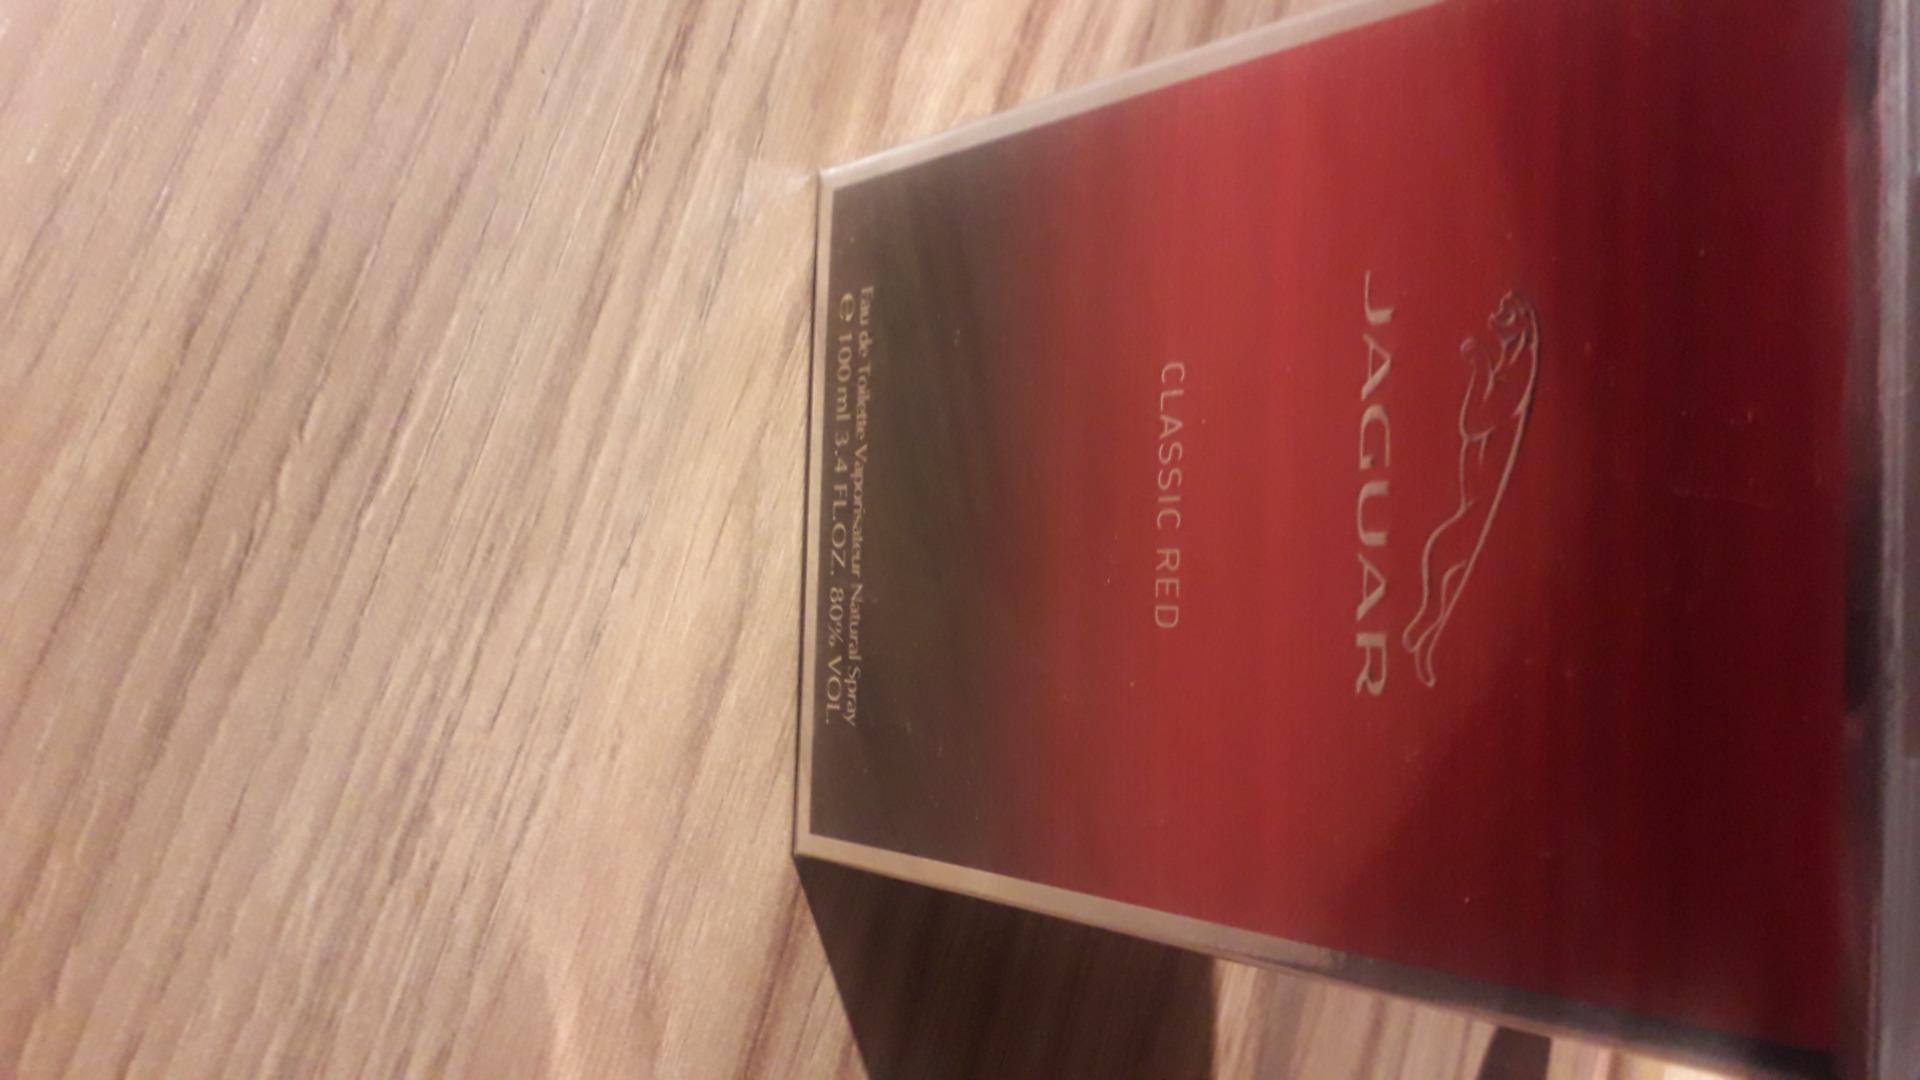 JAGUAR
CLASSIC RED
Eau de Toilette Vaporisateur Natural Spray
e 100 ml 3.4 FL.OZ. 80% VOL.